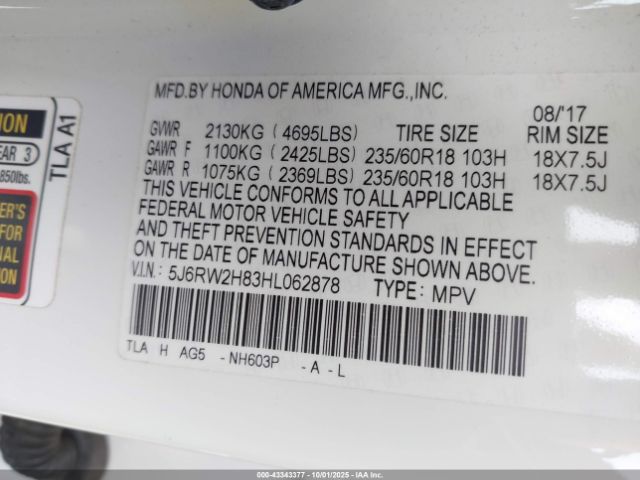 MFD.BY HONDA OF AMERICA MFG.,INC.
08/'17
GVWR 2130KG (4695LBS) TIRE SIZE RIM SIZE
GAWR F 1100KG (2425LBS) 235/60R18 103H 18X7.5J
GAWR R 1075KG (2369LBS) 235/60R18 103H 18X7.5J
THIS VEHICLE CONFORMS TO ALL APPLICABLE
FEDERAL MOTOR VEHICLE SAFETY
AND THEFT PREVENTION STANDARDS IN EFFECT
ON THE DATE OF MANUFACTURE SHOWN ABOVE.
V.I.N.: 5J6RW2H83HL062878 TYPE: MPV
TLA H AG5 - NH603P - A - L
TLA A1
ION
EAR 3
850lbs.
ER'S
FOR
NAL
ION
000-43343377 - 10/01/2025 - IAA Inc.